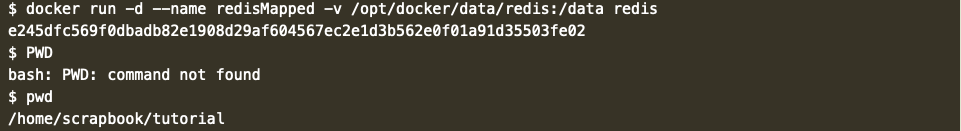 $ docker run -d --name redisMapped -v /opt/docker/data/redis:/data redis
e245dfc569f0dbadb82e1908d29af604567ec2e1d3b562e0f01a91d35503fe02
$ PWD
bash: PWD: command not found
$ pwd
/home/scrapbook/tutorial